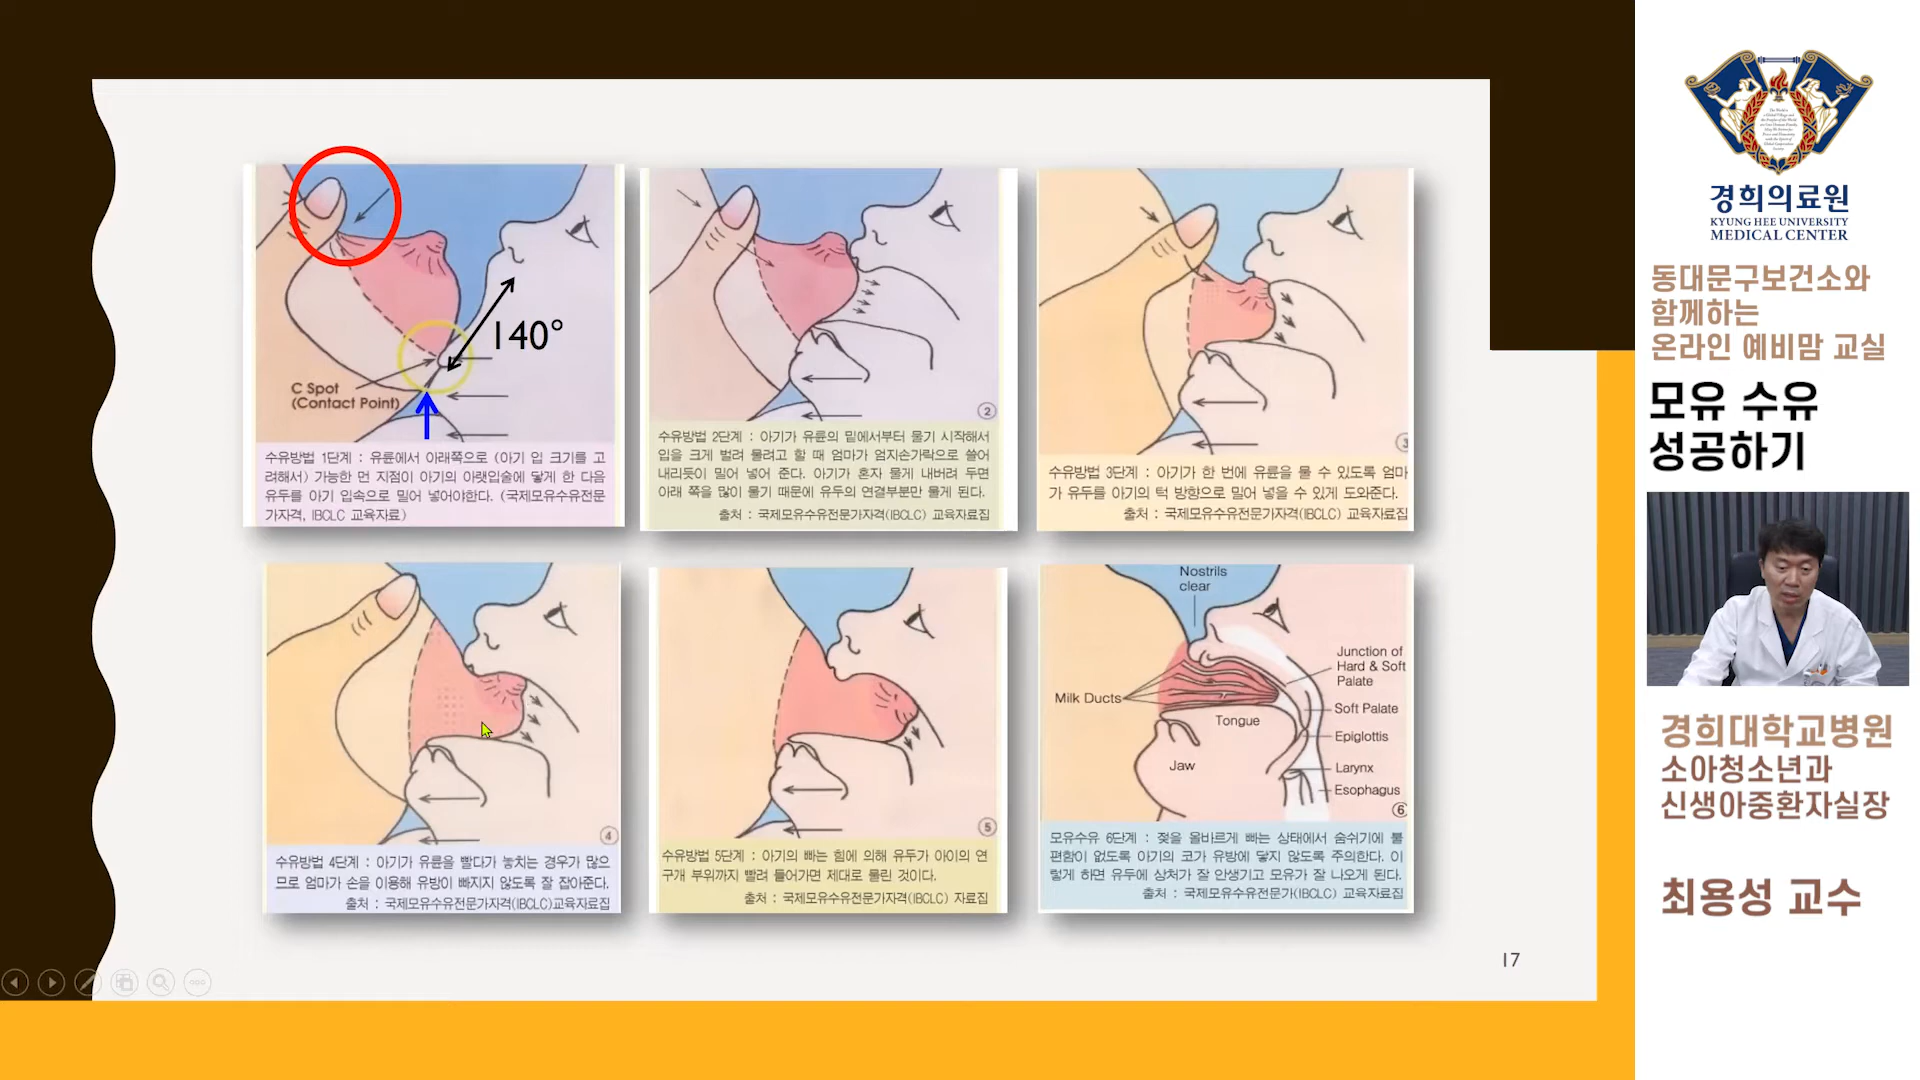 140°
C Spot
(Contact Point)
수유방법 1단계 : 유륜에서 아래쪽으로 (아기 입 크기를 고
려해서) 가능한 먼 지점이 아기의 아랫입술에 닿게 한 다음
유두를 아기 입속으로 밀어 넣어야한다. (국제모유수유전문
가자격, IBCLC 교육자료)
②
수유방법 2단계 : 아기가 유륜의 밑에서부터 물기 시작해서
입을 크게 벌려 물려고 할 때 엄마가 엄지손가락으로 쓸어
내리듯이 밀어 넣어 준다. 아기가 혼자 물게 내버려 두면
아래 쪽을 많이 물기 때문에 유두의 연결부분만 물게 된다.
출처 : 국제모유수유전문가자격(IBCLC) 교육자료집
③
수유방법 3단계 : 아기가 한 번에 유륜을 물 수 있도록 엄마
가 유두를 아기의 턱 방향으로 밀어 넣을 수 있게 도와준다.
출처 : 국제모유수유전문가자격(IBCLC) 교육자료집
④
수유방법 4단계 : 아기가 유륜을 빨다가 놓치는 경우가 많으
므로 엄마가 손을 이용해 유방이 빠지지 않도록 잘 잡아준다.
출처 : 국제모유수유전문가자격(IBCLC)교육자료집
⑤
수유방법 5단계 : 아기의 빠는 힘에 의해 유두가 아이의 연
구개 부위까지 빨려 들어가면 제대로 물린 것이다.
출처 : 국제모유수유전문가자격(IBCLC) 자료집
Nostrils
clear
Junction of
Hard & Soft
Palate
Milk Ducts
Soft Palate
Tongue
Epiglottis
Jaw
Larynx
Esophagus
⑥
모유수유 6단계 : 젖을 올바르게 빠는 상태에서 숨쉬기에 불
편함이 없도록 아기의 코가 유방에 닿지 않도록 주의한다. 이
렇게 하면 유두에 상처가 잘 안생기고 모유가 잘 나오게 된다.
출처 : 국제모유수유전문가(IBCLC) 교육자료집
17
경희의료원
KYUNG HEE UNIVERSITY
MEDICAL CENTER
동대문구보건소와
함께하는
온라인 예비맘 교실
모유 수유
성공하기
경희대학교병원
소아청소년과
신생아중환자실장
최용성 교수